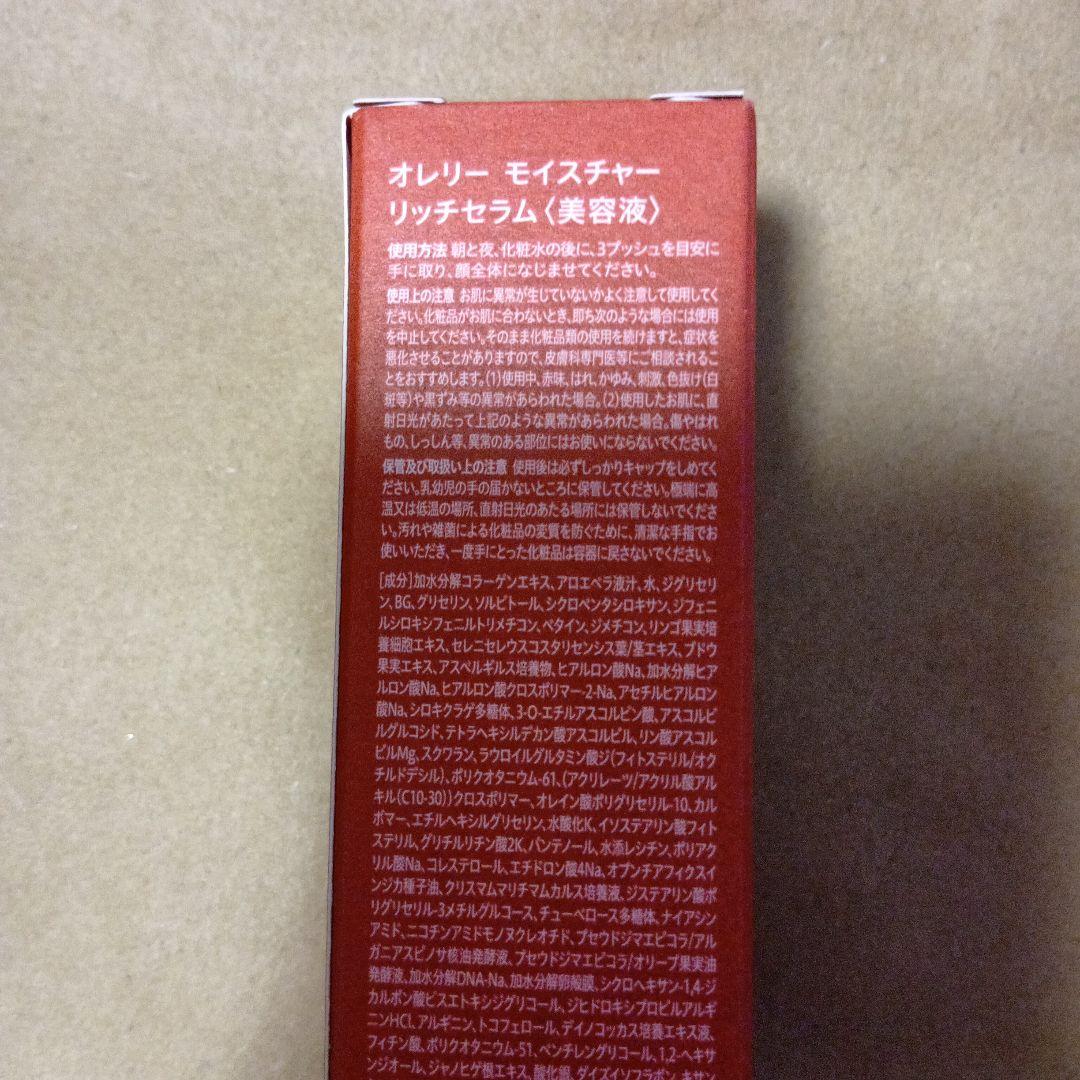 オレリー モイスチャー
リッチセラム〈美容液〉
使用方法 朝と夜、化粧水の後に、3プッシュを目安に
手に取り、顔全体になじませてください。
使用上の注意 お肌に異常が生じていないかよく注意して使用してく
ださい。化粧品がお肌に合わないとき、即ち次のような場合には使用
を中止してください。そのまま化粧品類の使用を続けますと、症状を
悪化させることがありますので、皮膚科専門医等にご相談されるこ
とをおすすめします。(1)使用中、赤味、はれ、かゆみ、刺激、色抜け(白
斑等)や黒ずみ等の異常があらわれた場合。(2)使用したお肌に、直
射日光があたって上記のような異常があらわれた場合。傷やはれ
もの、しっしん等、異常のある部位にはお使いにならないでください。
保管及び取扱い上の注意 使用後は必ずしっかりキャップをしめてく
ださい。乳幼児の手の届かないところに保管してください。極端に高
温又は低温の場所、直射日光のあたる場所には保管しないでくださ
い。汚れや雑菌による化粧品の変質を防ぐために、清潔な手指でお
使いいただき、一度手にとった化粧品は容器に戻さないでください。
[成分]加水分解コラーゲンエキス、アロエベラ液汁、水、ジグリセリ
ン、BG、グリセリン、ソルビトール、シクロペンタシロキサン、ジフェニ
ルシロキシフェニルトリメチコン、ベタイン、ジメチコン、リンゴ果実培
養細胞エキス、セレニセレウスコスタリセンシス葉/茎エキス、ブドウ
果実エキス、アスペルギルス培養物、ヒアルロン酸Na、加水分解ヒア
ルロン酸Na、ヒアルロン酸クロスポリマー-2-Na、アセチルヒアルロン
酸Na、シロキクラゲ多糖体、3-O-エチルアスコルビン酸、アスコルビ
ルグルコシド、テトラヘキシルデカン酸アスコルビル、リン酸アスコル
ビルMg、スクワラン、ラウロイルグルタミン酸ジ(フィトステリル/オク
チルドデシル)、ポリクオタニウム-61、(アクリレーツ/アクリル酸アル
キル(C10-30))クロスポリマー、オレイン酸ポリグリセリル-10、カル
ボマー、エチルヘキシルグリセリン、水酸化K、イソステアリン酸フィト
ステリル、グリチルリチン酸2K、パンテノール、水添レシチン、ポリアク
リル酸Na、コレステロール、エチドロン酸4Na、オプンチアフィクスイ
ンジカ種子油、クリスマムマリチマムカルス培養液、ジステアリン酸ポ
リグリセリル-3メチルグルコース、チューベロース多糖体、ナイアシン
アミド、ニコチンアミドモノヌクレオチド、プセウドジマエピコラ/アル
ガニアスピノサ核油発酵液、プセウドジマエピコラ/オリーブ果実油
発酵液、加水分解DNA-Na、加水分解卵殻膜、シクロヘキサン-1,4-ジ
カルボン酸ビスエトキシジグリコール、ジヒドロキシプロピルアルギ
ニンHCl、アルギニン、トコフェロール、デイノコッカス培養エキス液、
フィチン酸、ポリクオタニウム-51、ペンチレングリコール、1,2-ヘキサ
ンジオール、ジャノヒゲ根エキス、酸化銀、ダイズイソフラボン、キサン